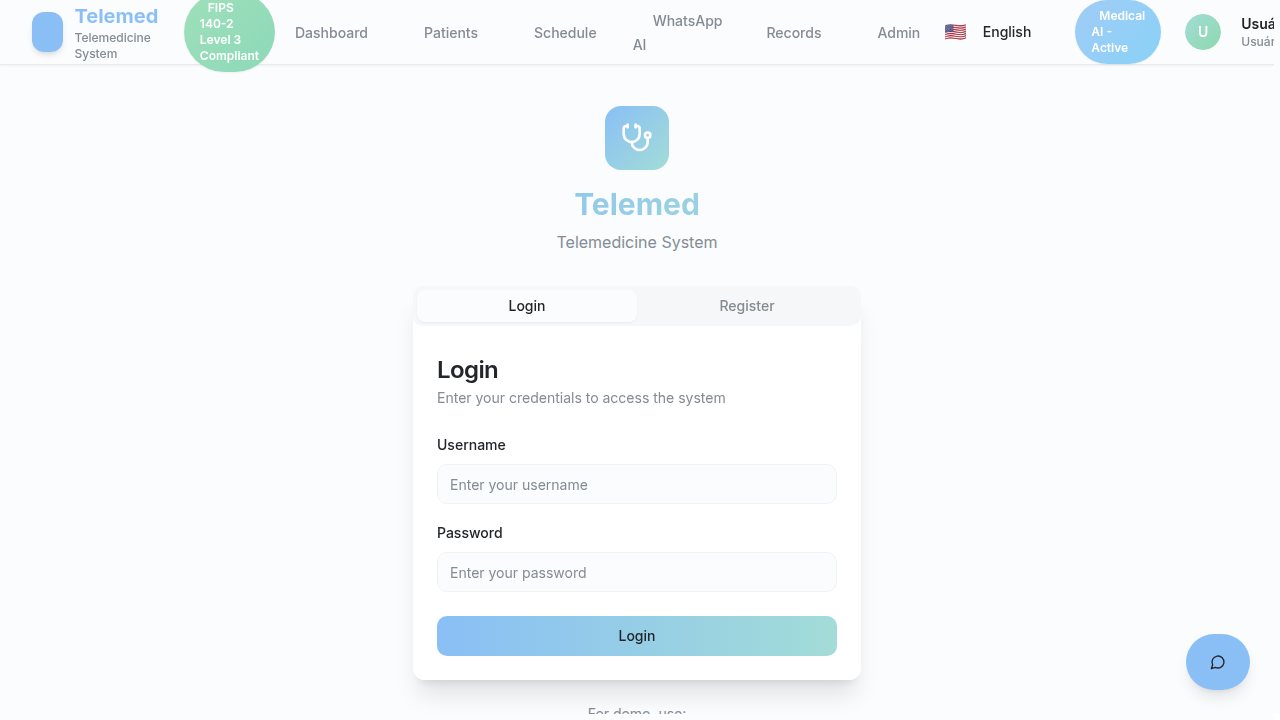 Telemed
Telemedicine
System
FIPS
140-2
Level 3
Compliant
Dashboard
Patients
Schedule
WhatsApp
AI
Records
Admin
English
Medical
AI -
Active
U
Telemed
Telemedicine System
Login
Register
Login
Enter your credentials to access the system
Username
Enter your username
Password
Enter your password
Login
For demo, use: